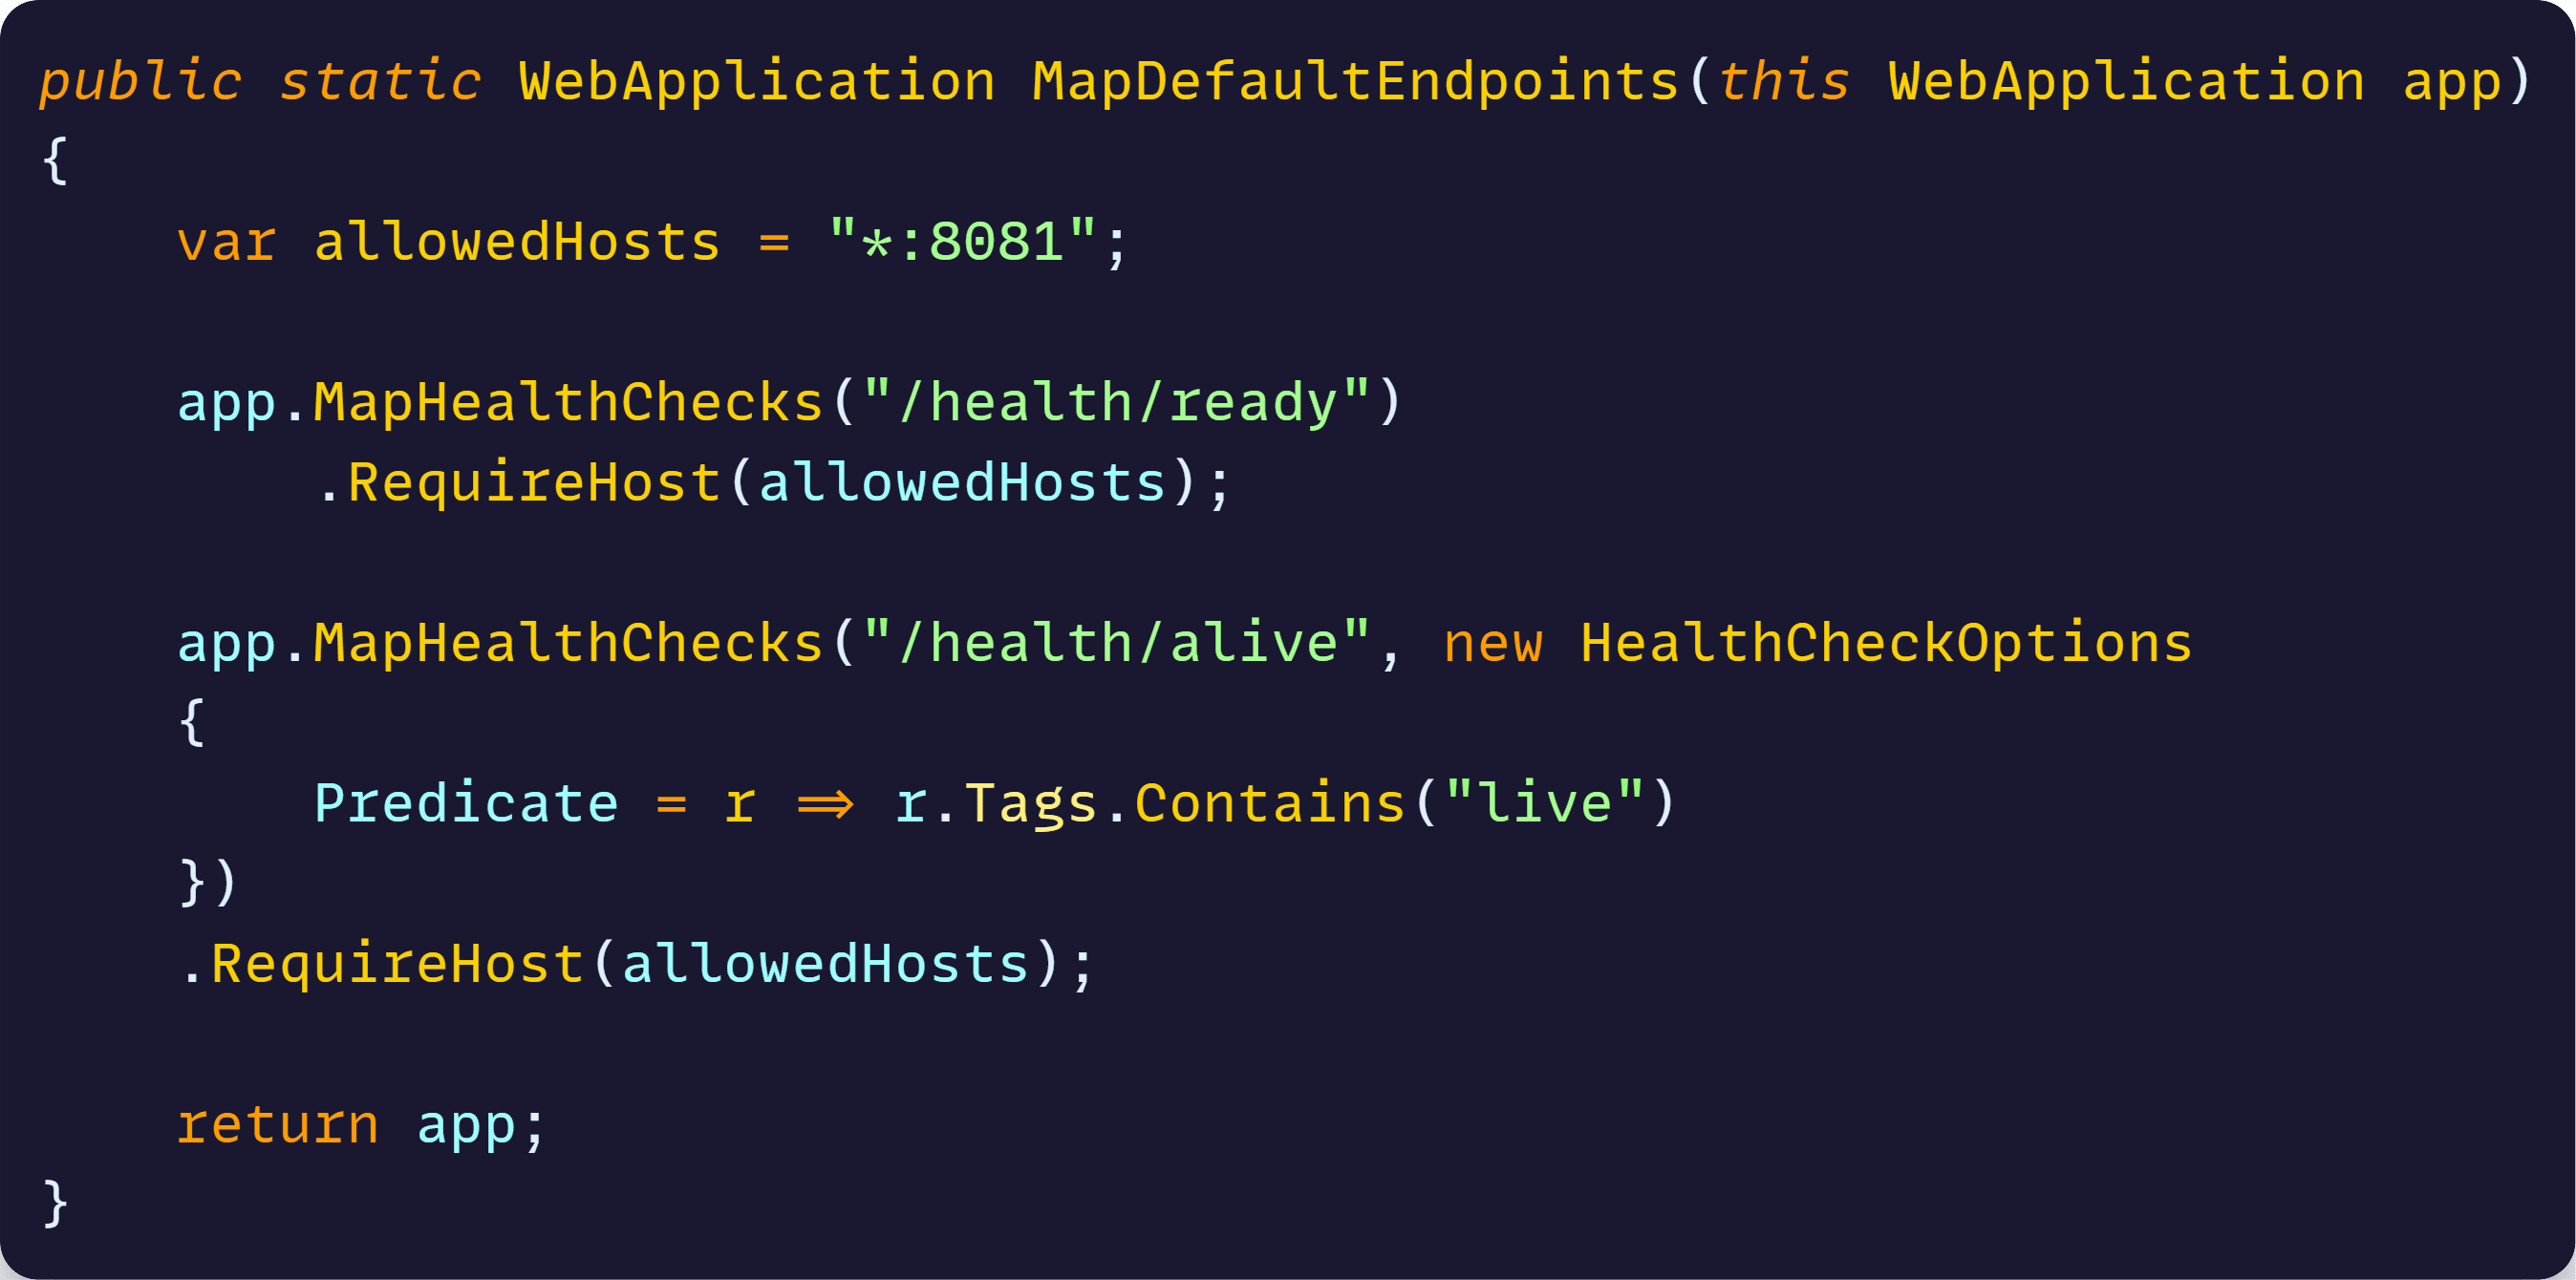 public static WebApplication MapDefaultEndpoints(this WebApplication app)
{
    var allowedHosts = "*:8081";

    app.MapHealthChecks("/health/ready")
        .RequireHost(allowedHosts);

    app.MapHealthChecks("/health/alive", new HealthCheckOptions
    {
        Predicate = r => r.Tags.Contains("live")
    })
    .RequireHost(allowedHosts);

    return app;
}